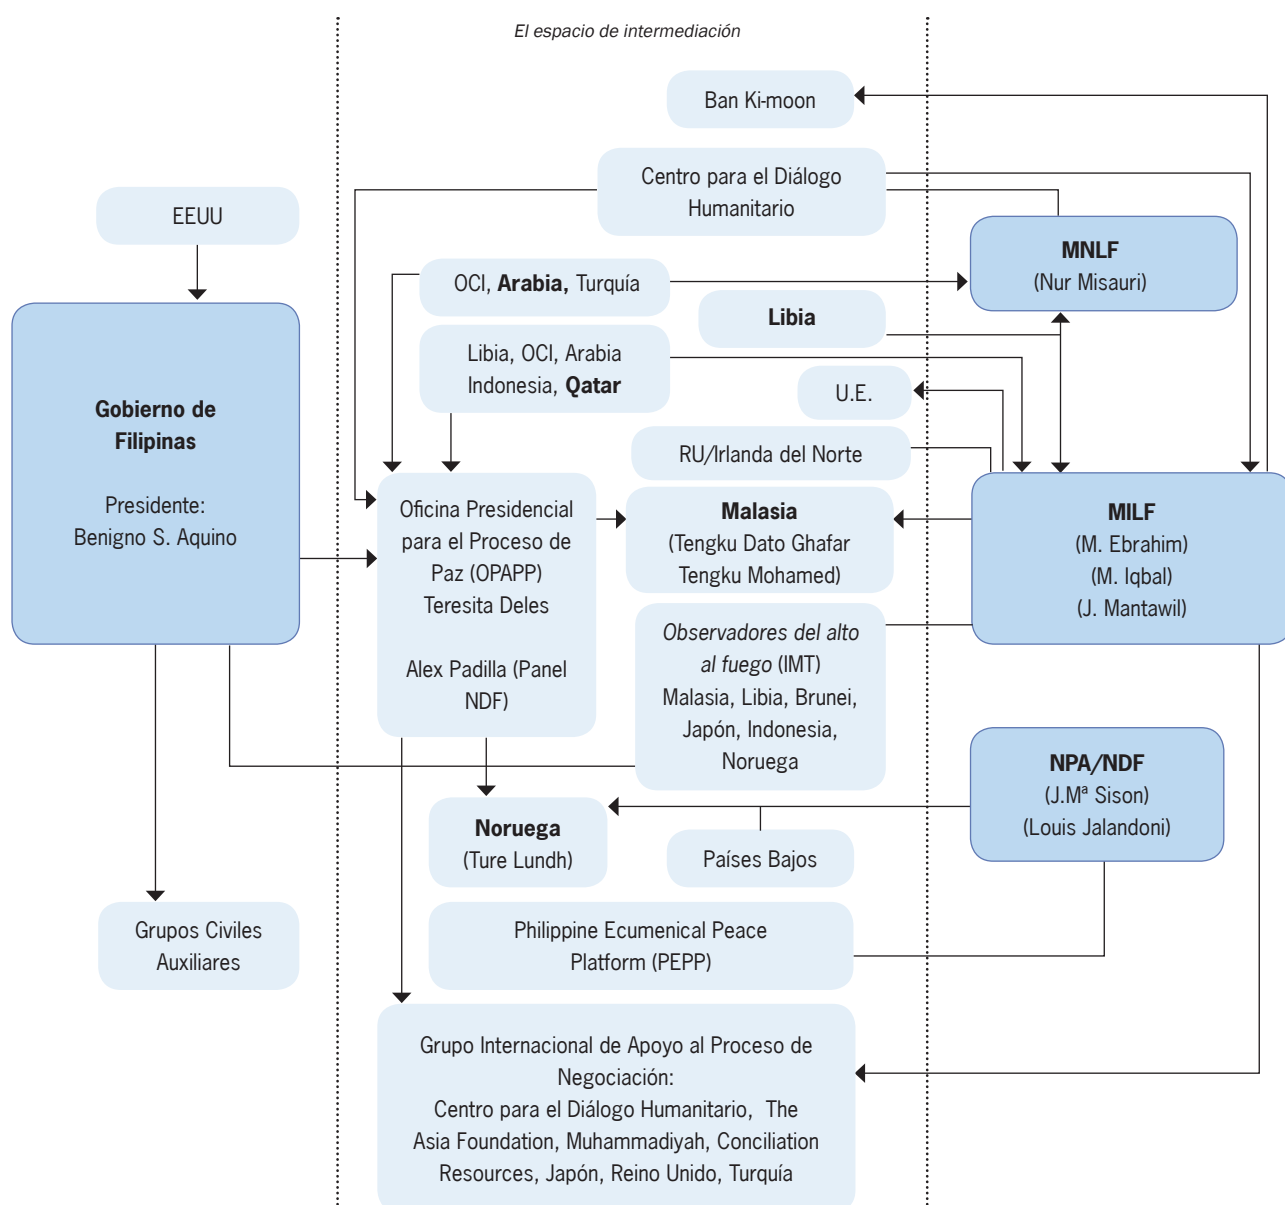 El espacio de intermediación
Ban Ki-moon
Centro para el Diálogo
Humanitario
EEUU
MNLF
(Nur Misauri)
OCI, Arabia, Turquía
Libia
Libia, OCI, Arabia
Indonesia, Qatar
U.E.
Gobierno de
Filipinas
Presidente:
Benigno S. Aquino
RU/Irlanda del Norte
Oficina Presidencial
para el Proceso de
Paz (OPAPP)
Teresita Deles
Alex Padilla (Panel
NDF)
Malasia
(Tengku Dato Ghafar
Tengku Mohamed)
MILF
(M. Ebrahim)
(M. Iqbal)
(J. Mantawil)
Observadores del alto
al fuego (IMT)
Malasia, Libia, Brunei,
Japón, Indonesia,
Noruega
NPA/NDF
(J.Mª Sison)
(Louis Jalandoni)
Noruega
(Ture Lundh)
Países Bajos
Grupos Civiles
Auxiliares
Philippine Ecumenical Peace
Platform (PEPP)
Grupo Internacional de Apoyo al Proceso de
Negociación:
Centro para el Diálogo Humanitario, The
Asia Foundation, Muhammadiyah, Conciliation
Resources, Japón, Reino Unido, Turquía